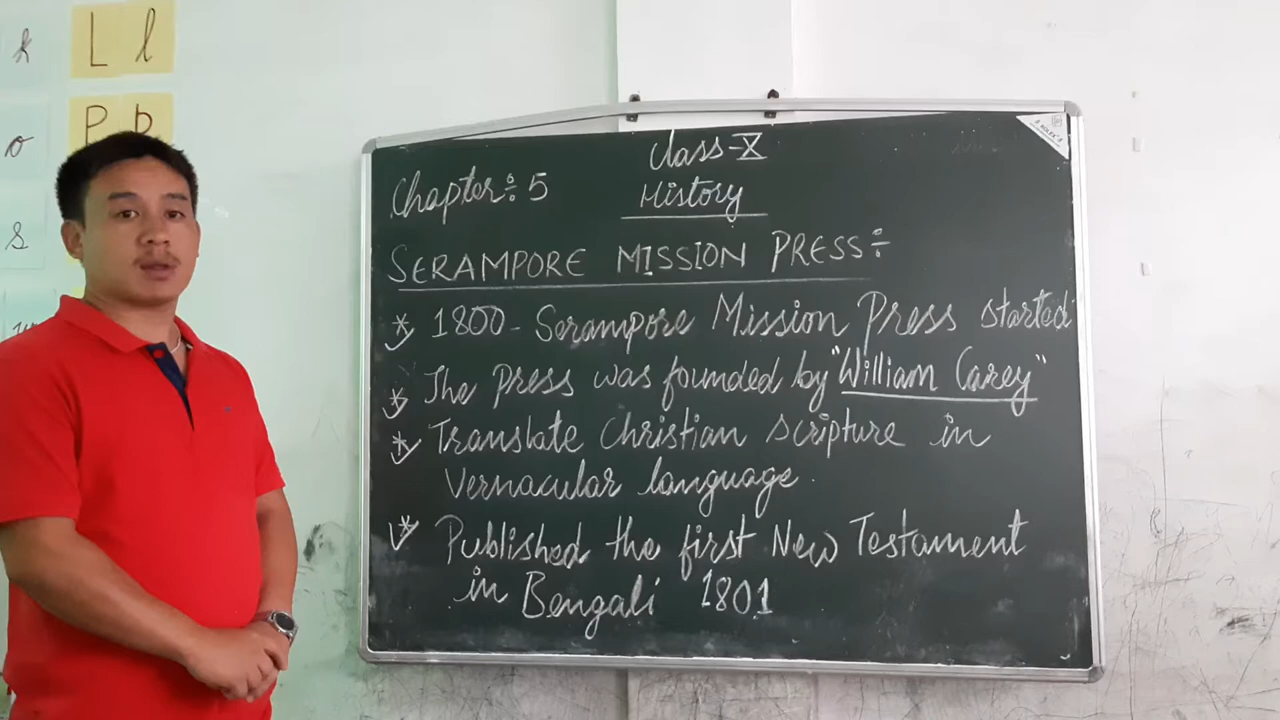 k
L l
o
P p
s
Class-X
Chapter÷ 5
History
SERAMPORE MISSION PRESS÷
* 1800 - Serampore Mission Press started
* The press was founded by "William Carey"
* Translate Christian scripture in
Vernacular language.
* Published the first New Testament
in Bengali 1801